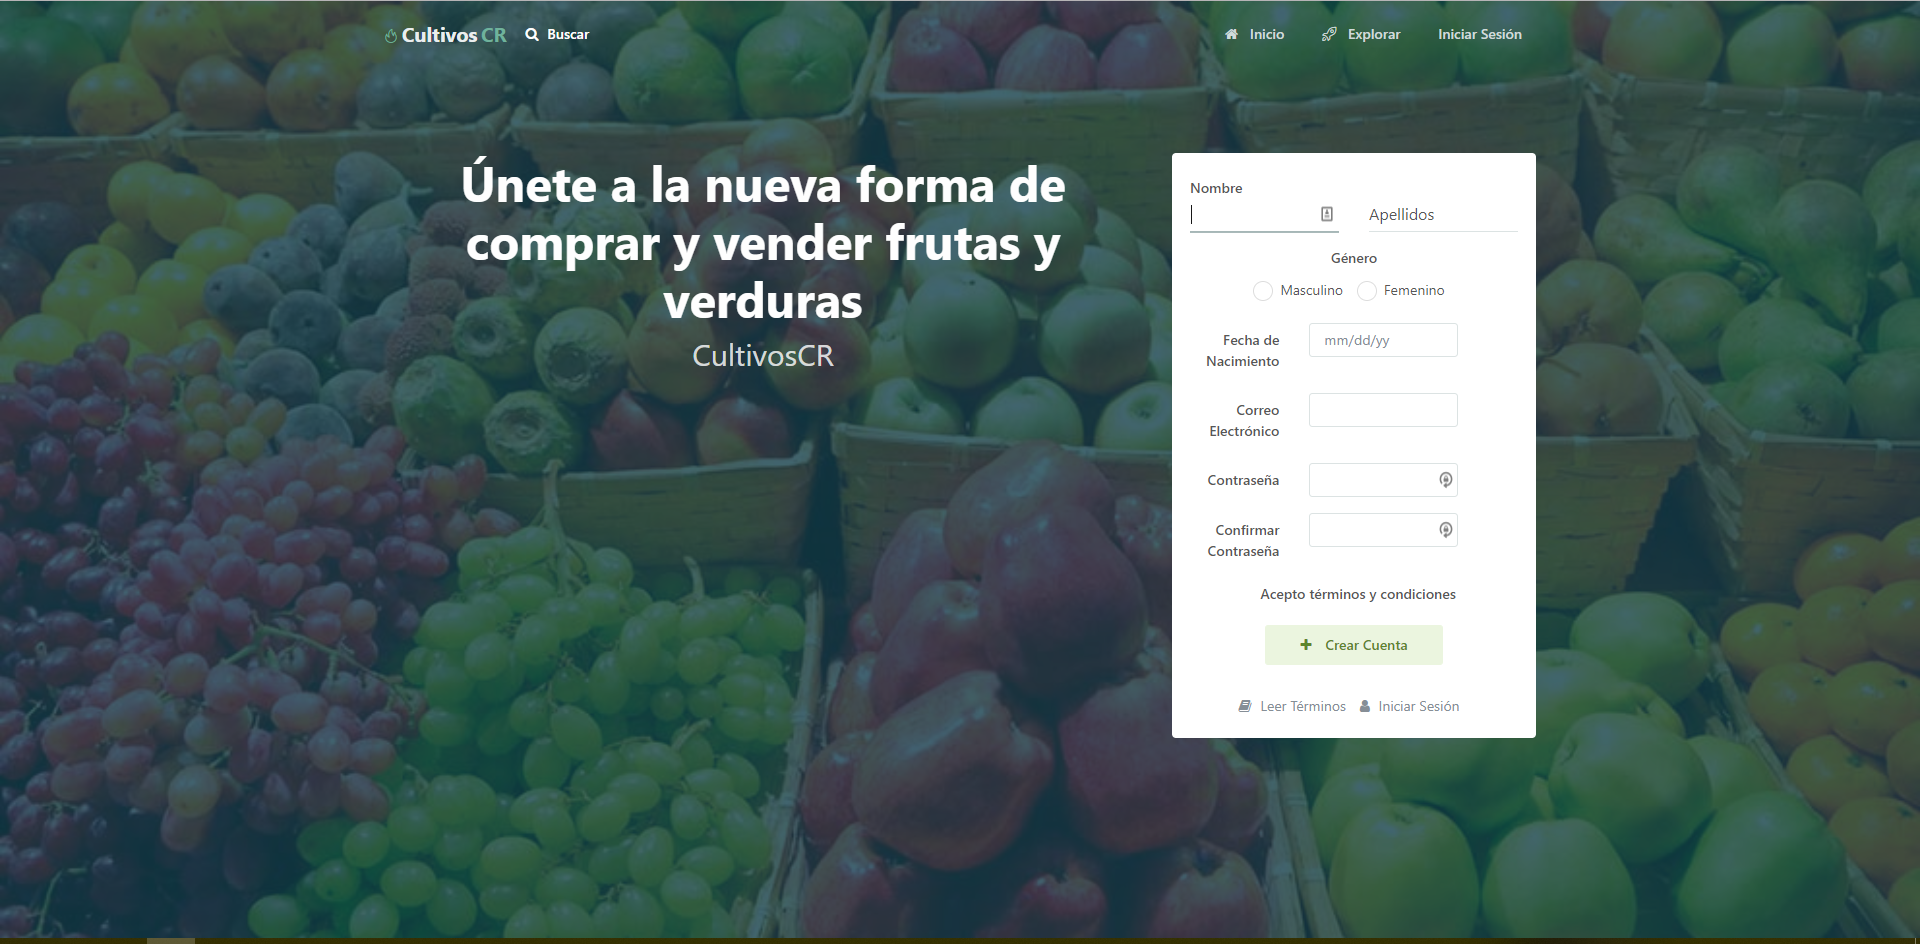 Cultivos CR
Buscar
Inicio
Explorar
Iniciar Sesión
Únete a la nueva forma de
comprar y vender frutas y
verduras
CultivosCR
Nombre
Apellidos
Género
Masculino
Femenino
Fecha de
Nacimiento
mm/dd/yy
Correo
Electrónico
Contraseña
Confirmar
Contraseña
Acepto términos y condiciones
Crear Cuenta
Leer Términos
Iniciar Sesión